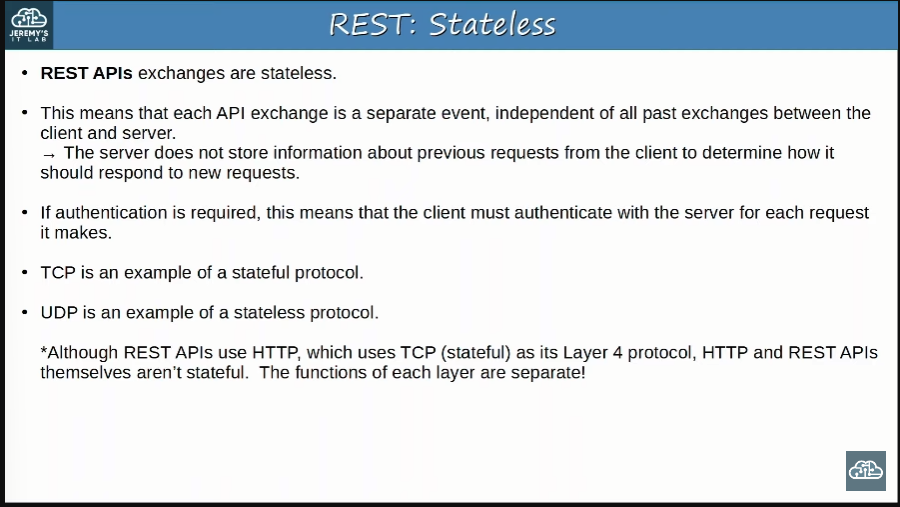 JEREMY'S
IT LAB
REST: Stateless
• REST APIs exchanges are stateless.
• This means that each API exchange is a separate event, independent of all past exchanges between the
client and server.
→ The server does not store information about previous requests from the client to determine how it
should respond to new requests.
• If authentication is required, this means that the client must authenticate with the server for each request
it makes.
• TCP is an example of a stateful protocol.
• UDP is an example of a stateless protocol.
*Although REST APIs use HTTP, which uses TCP (stateful) as its Layer 4 protocol, HTTP and REST APIs
themselves aren't stateful.  The functions of each layer are separate!